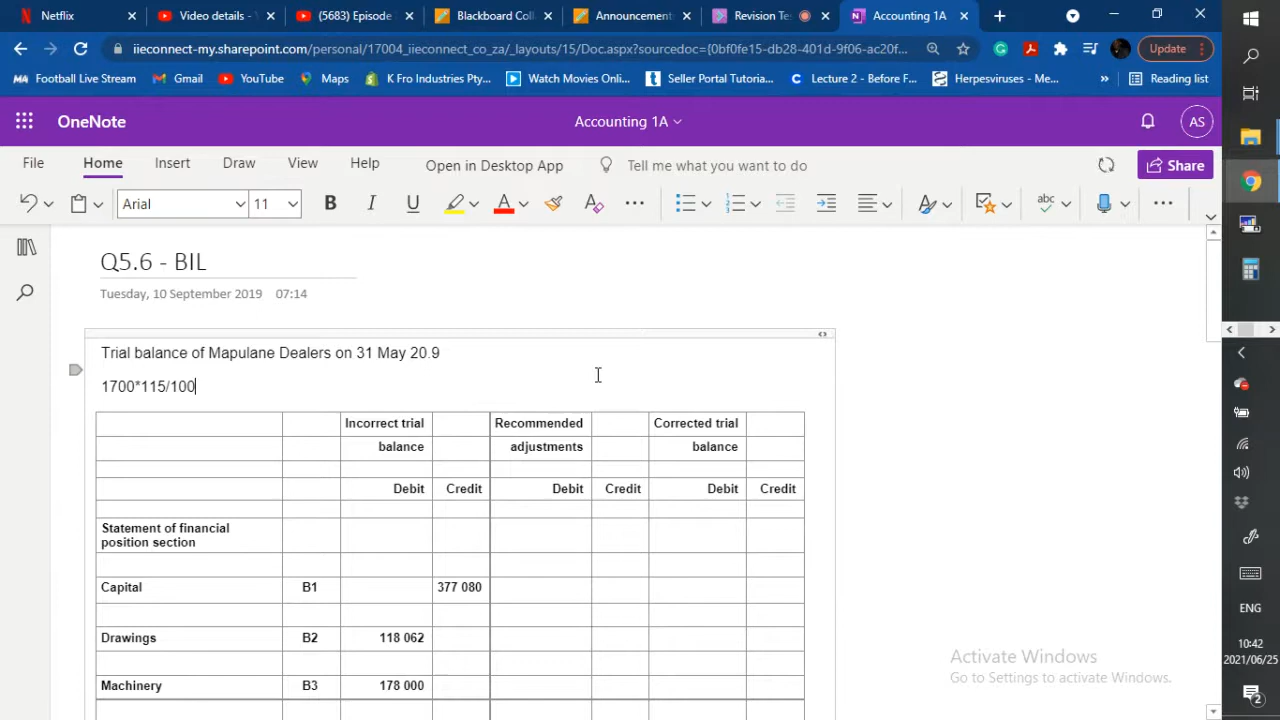 Netflix
Video details -
(5683) Episode
Blackboard Coll
Announcement
Revision Te
Accounting 1A
iieconnect-my.sharepoint.com/personal/17004_iieconnect_co_za/_layouts/15/Doc.aspx?sourcedoc={0bf0fe15-db28-401d-9f06-ac20f...
Update
Football Live Stream
Gmail
YouTube
Maps
K Fro Industries Pty...
Watch Movies Onli...
Seller Portal Tutoria...
Lecture 2 - Before F...
Herpesviruses - Me...
Reading list
OneNote
Accounting 1A
AS
File
Home
Insert
Draw
View
Help
Open in Desktop App
Tell me what you want to do
Share
Arial
11
B
I
U
A
A
abc
Q5.6 - BIL
Tuesday, 10 September 2019 07:14
Trial balance of Mapulane Dealers on 31 May 20.9
1700*115/100
Incorrect trial Recommended Corrected trial
balance adjustments balance
Debit Credit Debit Credit Debit Credit
Statement of financial
position section
Capital B1 377 080
Drawings B2 118 062
Machinery B3 178 000
Activate Windows
Go to Settings to activate Windows.
ENG
10:42
2021/06/25
2